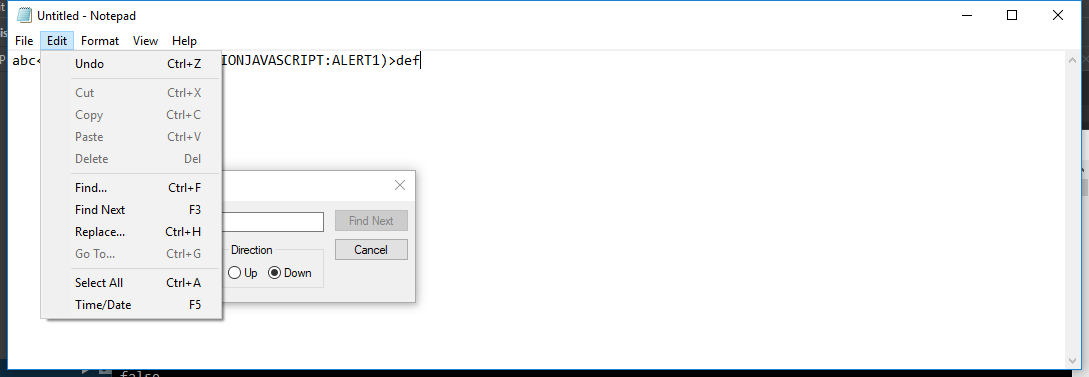 Untitled - Notepad
File Edit Format View Help
abc<IONJAVASCRIPT:ALERT1)>def
Undo Ctrl+Z
Cut Ctrl+X
Copy Ctrl+C
Paste Ctrl+V
Delete Del
Find... Ctrl+F
Find Next F3
Replace... Ctrl+H
Go To... Ctrl+G
Select All Ctrl+A
Time/Date F5
Find Next
Cancel
Direction
Up Down
false